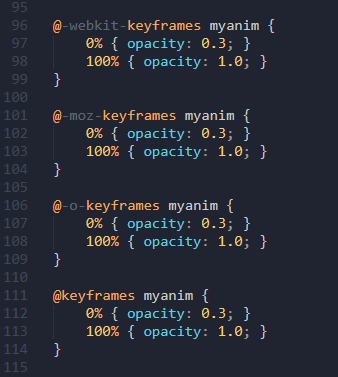 95
96 @-webkit-keyframes myanim {
97     0% { opacity: 0.3; }
98     100% { opacity: 1.0; }
99 }
100
101 @-moz-keyframes myanim {
102     0% { opacity: 0.3; }
103     100% { opacity: 1.0; }
104 }
105
106 @-o-keyframes myanim {
107     0% { opacity: 0.3; }
108     100% { opacity: 1.0; }
109 }
110
111 @keyframes myanim {
112     0% { opacity: 0.3; }
113     100% { opacity: 1.0; }
114 }
115